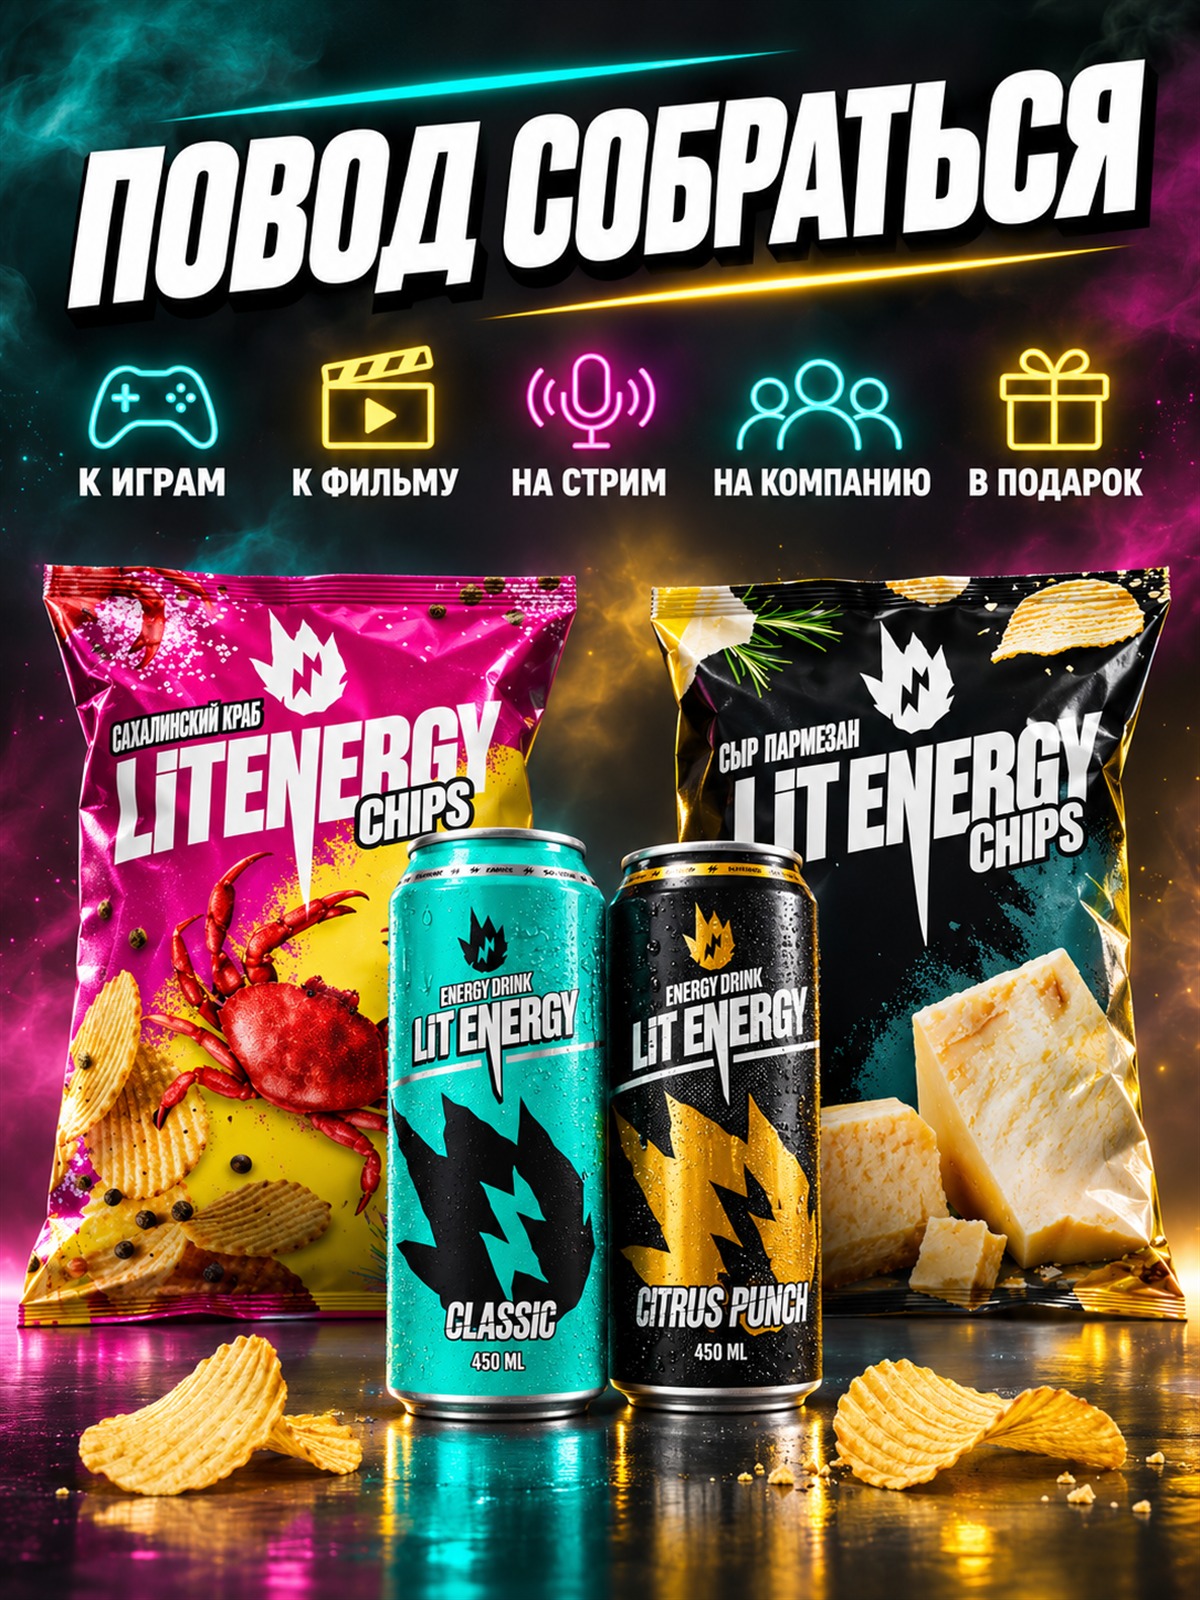 ПОВОД СОБРАТЬСЯ
К ИГРАМ
К ФИЛЬМУ
НА СТРИМ
НА КОМПАНИЮ
В ПОДАРОК
САХАЛИНСКИЙ КРАБ
LiTENERGY
CHIPS
СЫР ПАРМЕЗАН
LiT ENERGY
CHIPS
ENERGY DRINK
LiT ENERGY
CLASSIC
450 ML
ENERGY DRINK
LiT ENERGY
CITRUS PUNCH
450 ML